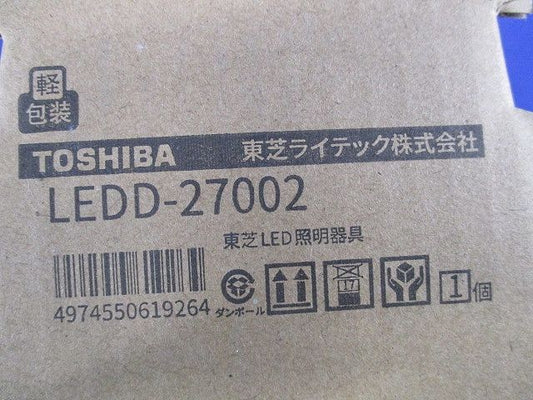 軽
包装
TOSHIBA 東芝ライテック株式会社
LEDD-27002
東芝LED照明器具
4974550619264
ダンボール
17
1個